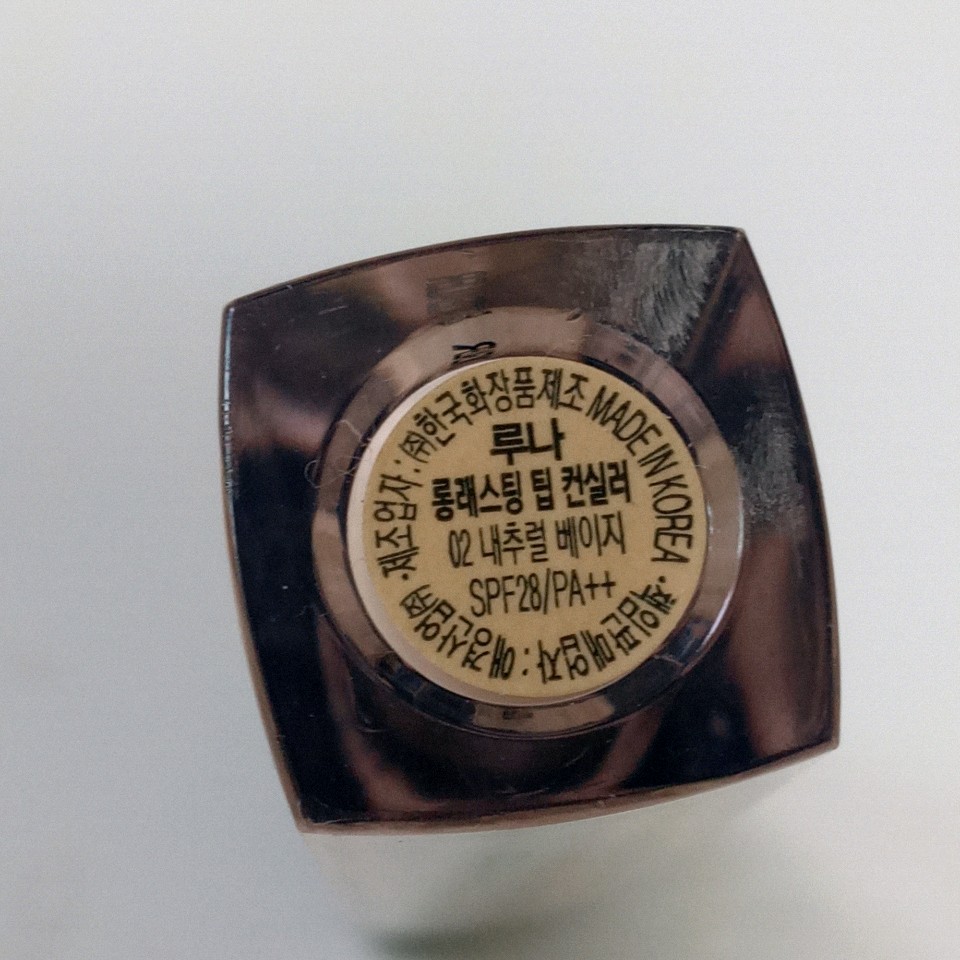 ·제조업자:㈜한국화장품제조 MADE IN KOREA
루나
롱래스팅 팁 컨실러
02 내추럴 베이지
SPF28/PA++
·책임판매업자:애경산업㈜